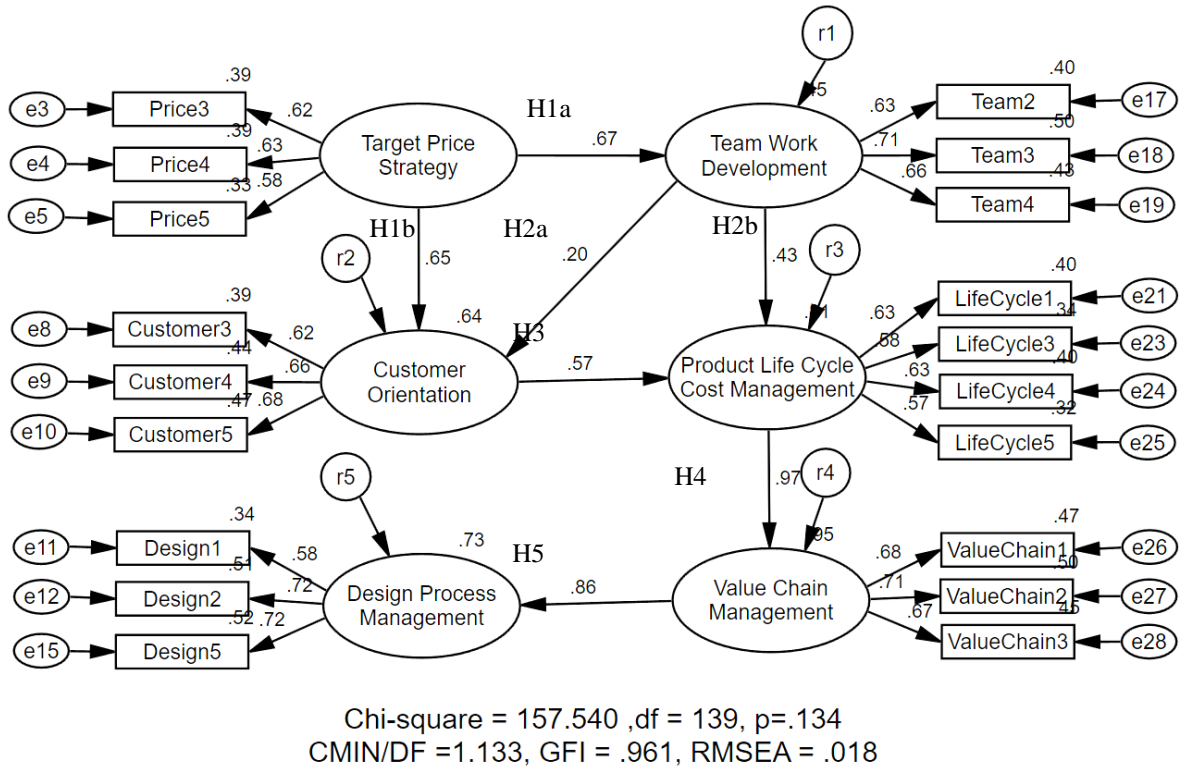 r1
.39
.40
e3
Price3
.62
H1a
.63
Team2
e17
.39
.50
e4
Price4
.63
Target Price
Strategy
.67
Team Work
Development
.71
Team3
e18
.33
.58
.43
.66
e5
Price5
Team4
e19
H1b
H2a
H2b
r2
.65
.20
.43
r3
.40
.39
.64
.63
LifeCycle1
e21
e8
Customer3
.62
H3
.34
.58
LifeCycle3
e23
.44
.40
e9
Customer4
.66
Customer
Orientation
.57
Product Life Cycle
Cost Management
.63
LifeCycle4
e24
.47
.68
.57
.32
e10
Customer5
LifeCycle5
e25
r5
H4
.97
r4
.34
.73
.95
.47
e11
Design1
.58
H5
.68
ValueChain1
e26
.51
.50
e12
Design2
.72
Design Process
Management
.86
Value Chain
Management
.71
ValueChain2
e27
.52
.72
.67
.45
e15
Design5
ValueChain3
e28
Chi-square = 157.540 ,df = 139, p=.134
CMIN/DF =1.133, GFI = .961, RMSEA = .018